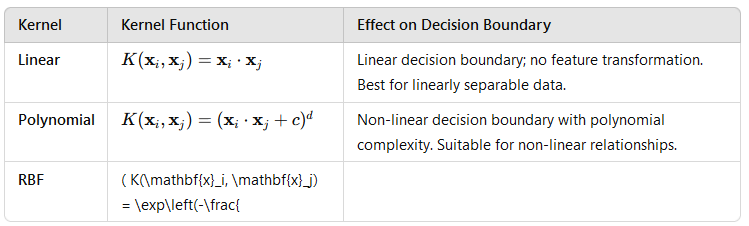 Kernel Kernel Function Effect on Decision Boundary
Linear K(𝐱ᵢ, 𝐱ⱼ) = 𝐱ᵢ · 𝐱ⱼ Linear decision boundary; no feature transformation.
Best for linearly separable data.
Polynomial K(𝐱ᵢ, 𝐱ⱼ) = (𝐱ᵢ · 𝐱ⱼ + c)ᵈ Non-linear decision boundary with polynomial
complexity. Suitable for non-linear relationships.
RBF ( K(\mathbf{x}_i, \mathbf{x}_j)
= \exp\left(-\frac{